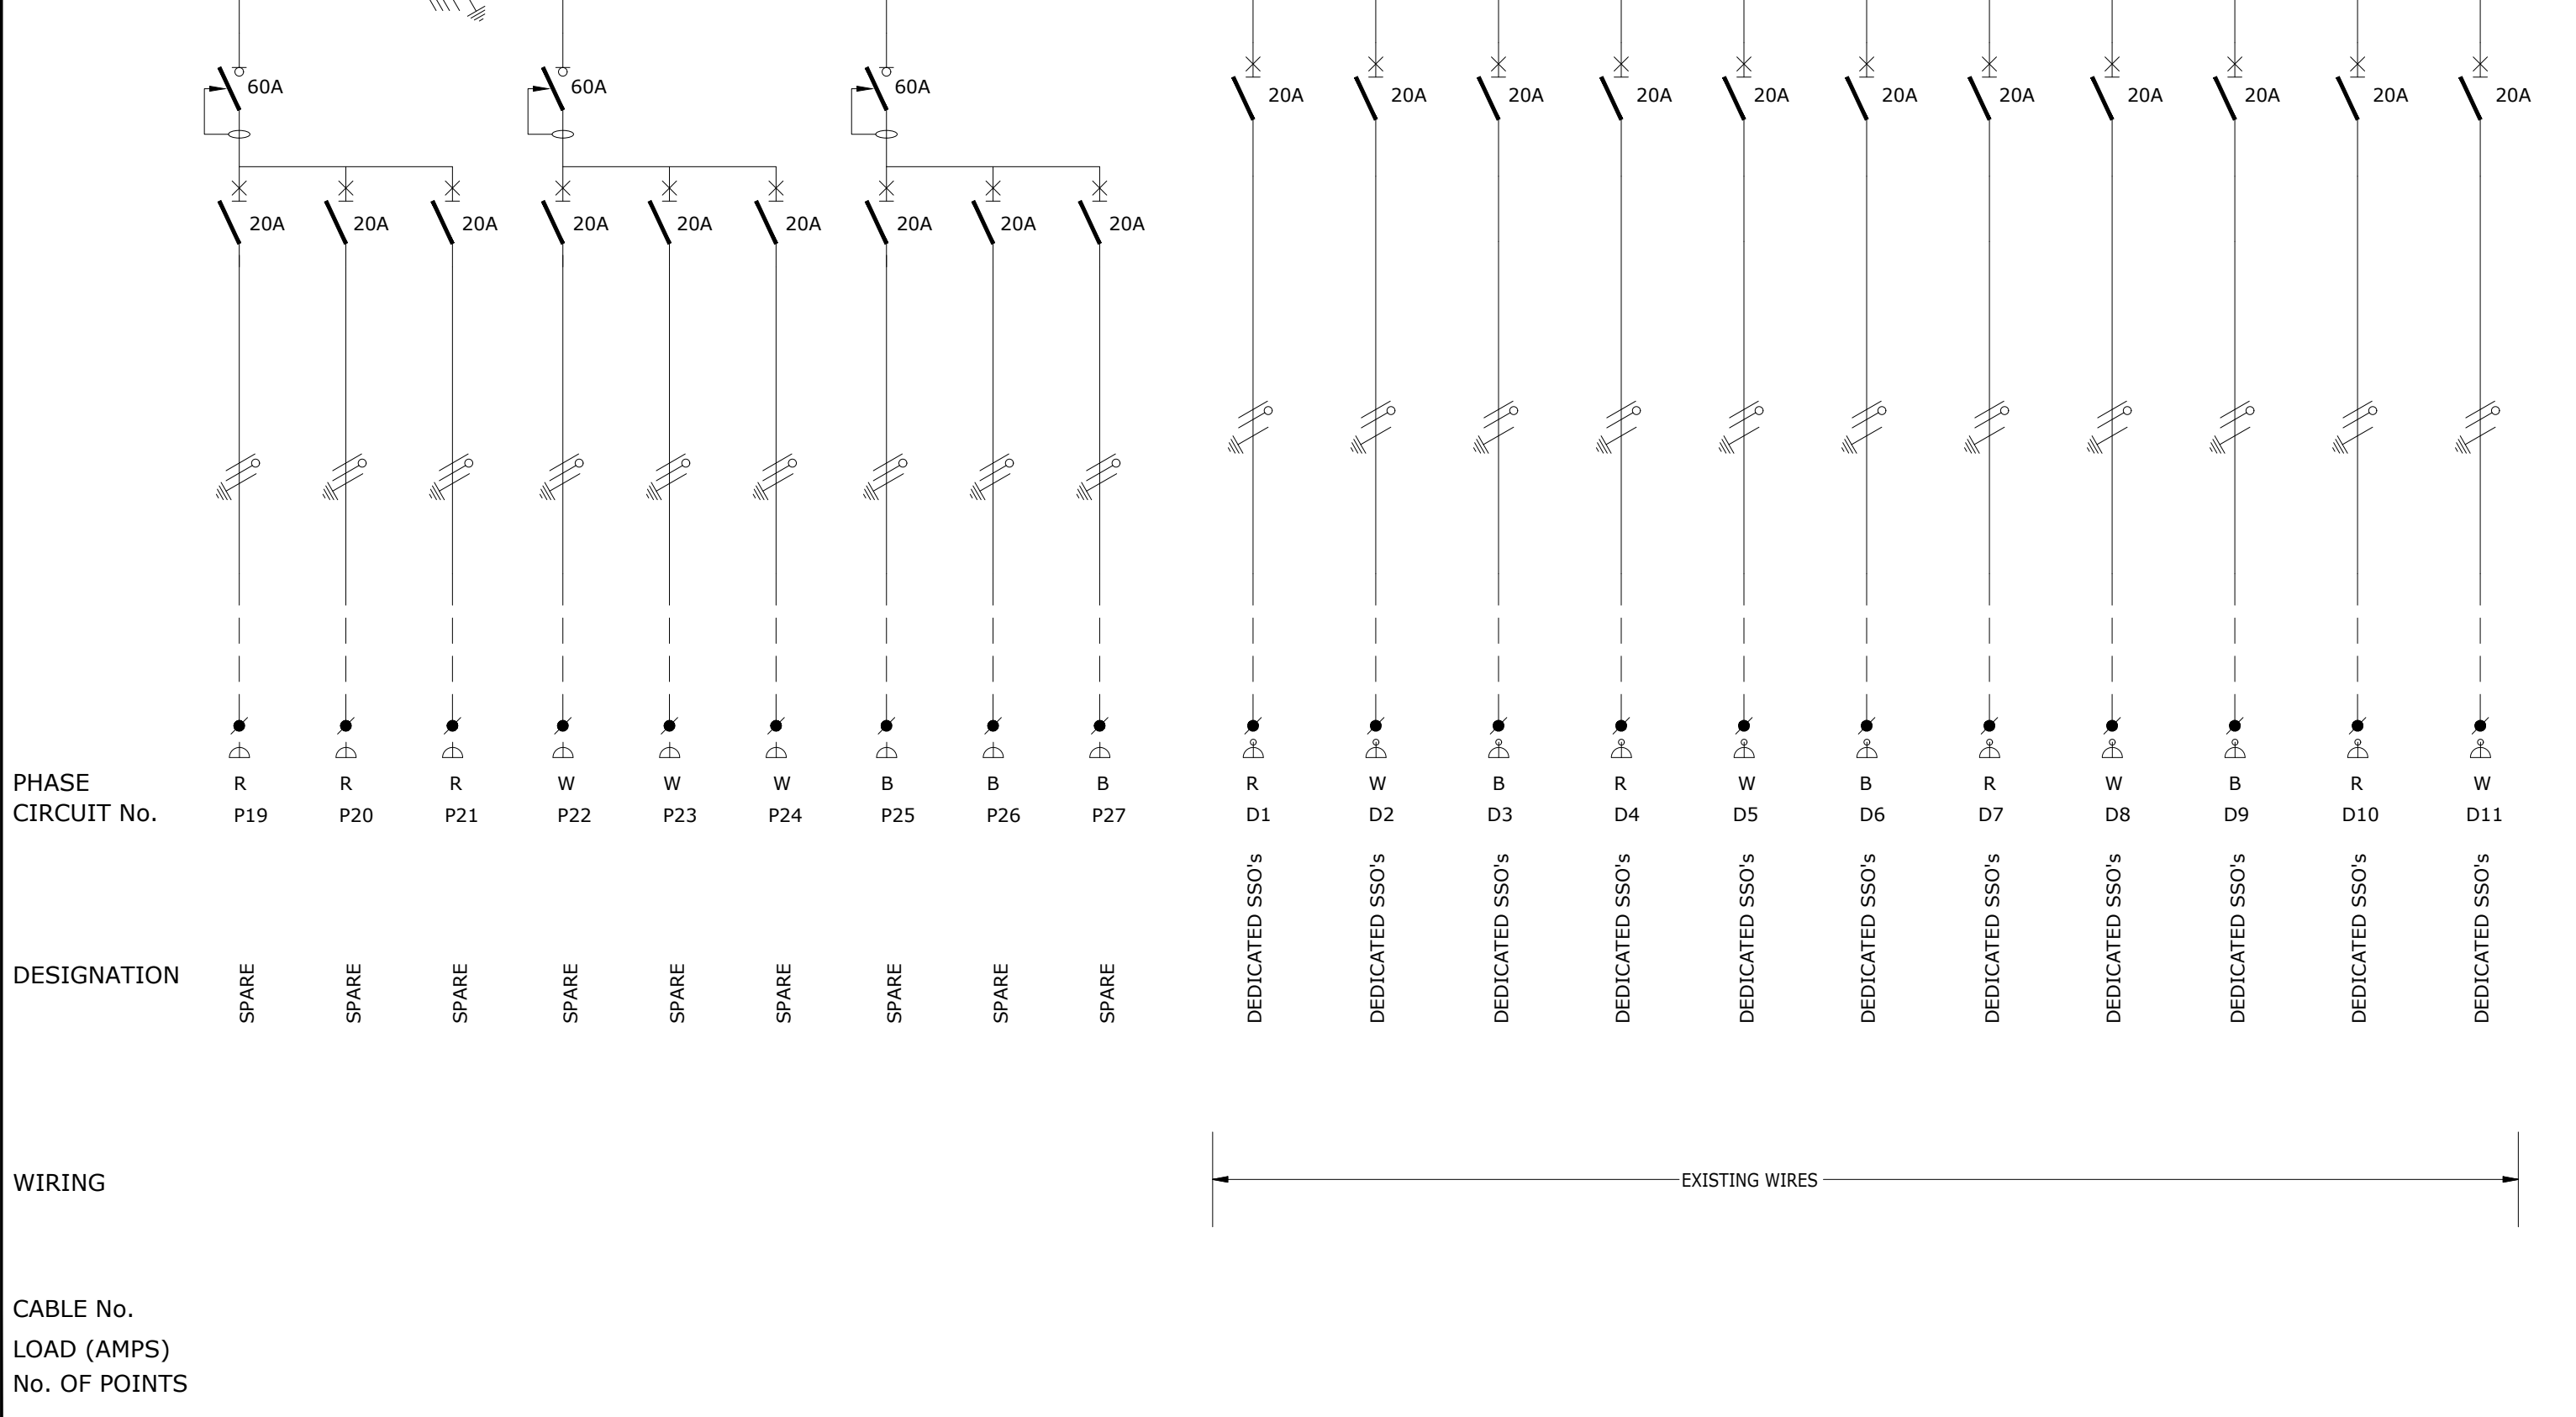 60A 60A 60A
20A 20A 20A 20A 20A 20A 20A 20A 20A 20A 20A
20A 20A 20A 20A 20A 20A 20A 20A 20A
PHASE R R R W W W B B B R W B R W B R W B R W
CIRCUIT No. P19 P20 P21 P22 P23 P24 P25 P26 P27 D1 D2 D3 D4 D5 D6 D7 D8 D9 D10 D11
DESIGNATION SPARE SPARE SPARE SPARE SPARE SPARE SPARE SPARE SPARE DEDICATED SSO's DEDICATED SSO's DEDICATED SSO's DEDICATED SSO's DEDICATED SSO's DEDICATED SSO's DEDICATED SSO's DEDICATED SSO's DEDICATED SSO's DEDICATED SSO's DEDICATED SSO's
WIRING EXISTING WIRES
CABLE No.
LOAD (AMPS)
No. OF POINTS